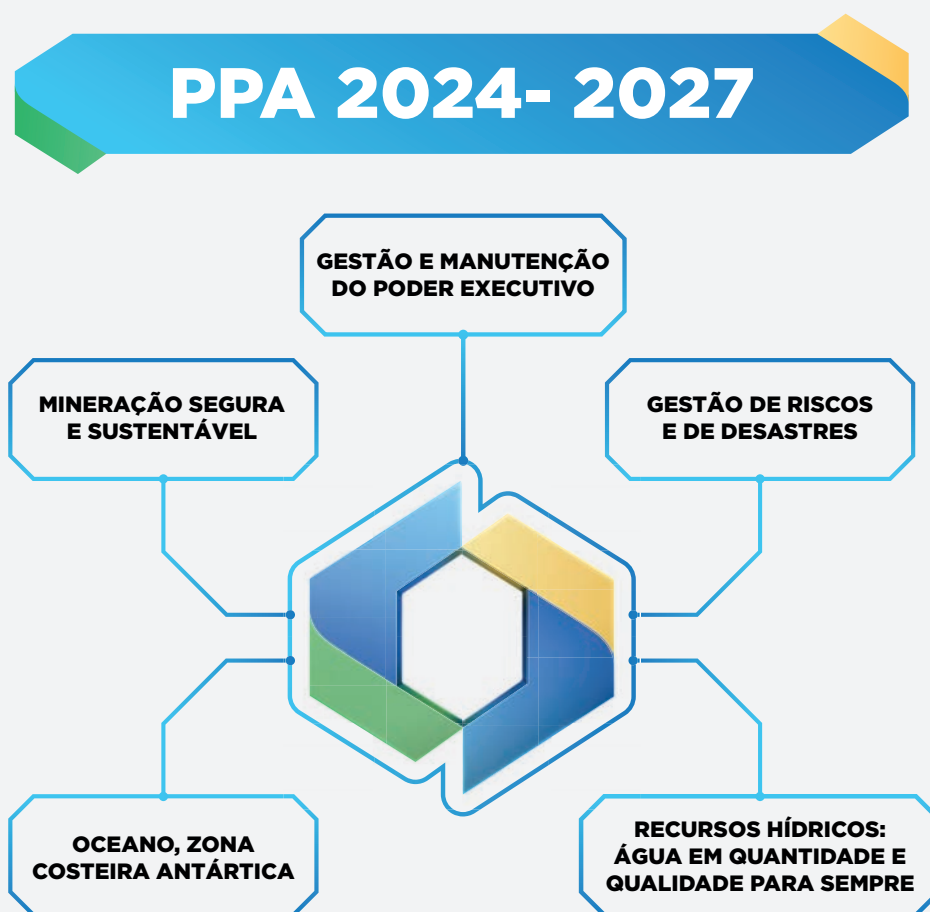 PPA 2024- 2027
GESTÃO E MANUTENÇÃO
DO PODER EXECUTIVO
MINERAÇÃO SEGURA
E SUSTENTÁVEL
GESTÃO DE RISCOS
E DE DESASTRES
OCEANO, ZONA
COSTEIRA ANTÁRTICA
RECURSOS HÍDRICOS:
ÁGUA EM QUANTIDADE E
QUALIDADE PARA SEMPRE